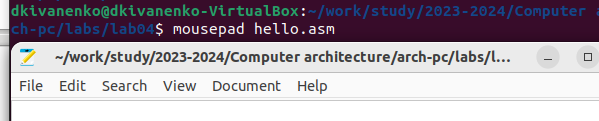 dkivanenko@dkivanenko-VirtualBox:~/work/study/2023-2024/Computer a
rch-pc/labs/lab04$ mousepad hello.asm
~/work/study/2023-2024/Computer architecture/arch-pc/labs/l...
File Edit Search View Document Help